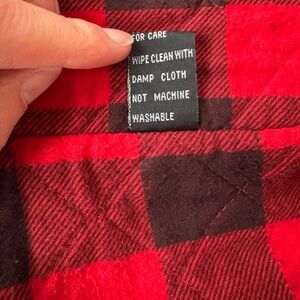 FOR CARE
WIPE CLEAN WITH
DAMP CLOTH
NOT MACHINE
WASHABLE